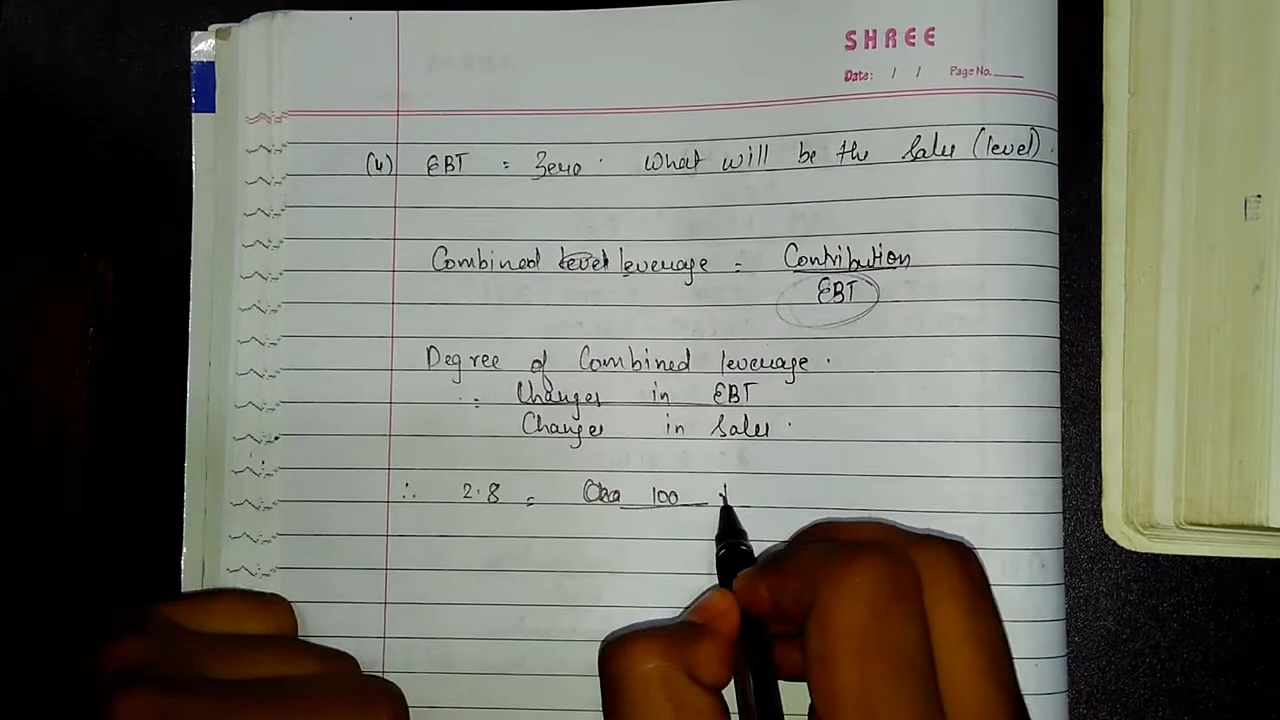 SHREE
Date: / / Page No.
(4) EBT = Zero. What will be the Sales (level).
Combined leverage = Contribution
EBT
Degree of Combined leverage.
= Changes in EBT
Changes in Sales.
∴ 2.8 = 100